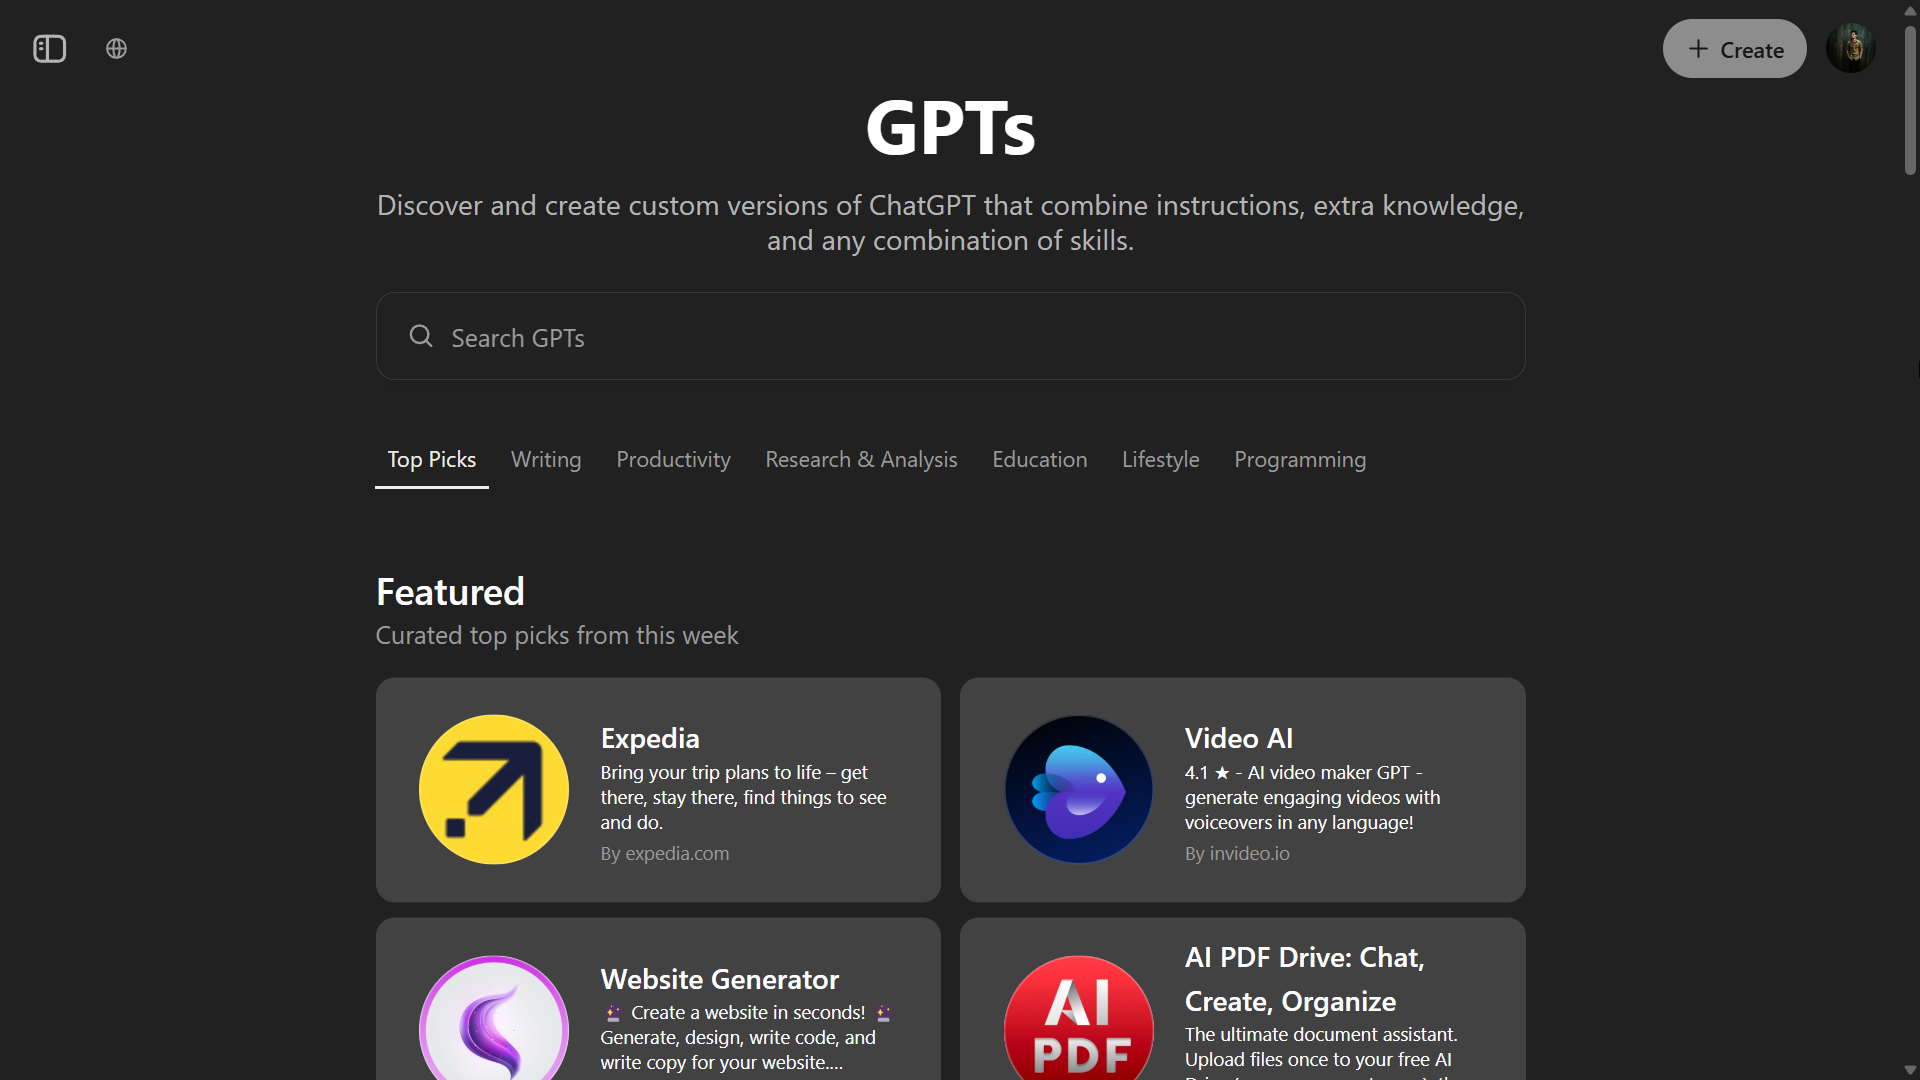 Create
GPTs
Discover and create custom versions of ChatGPT that combine instructions, extra knowledge,
and any combination of skills.
Search GPTs
Top Picks
Writing
Productivity
Research & Analysis
Education
Lifestyle
Programming
Featured
Curated top picks from this week
Expedia
Bring your trip plans to life – get
there, stay there, find things to see
and do.
By expedia.com
Video AI
4.1 ★ - AI video maker GPT -
generate engaging videos with
voiceovers in any language!
By invideo.io
Website Generator
Create a website in seconds!
Generate, design, write code, and
write copy for your website....
AI
PDF
AI PDF Drive: Chat,
Create, Organize
The ultimate document assistant.
Upload files once to your free AI